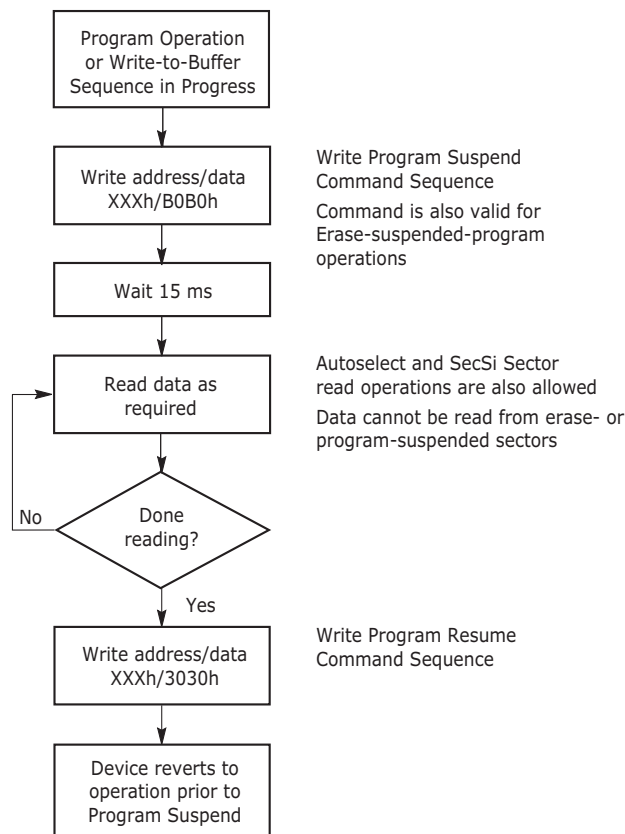 Program Operation
or Write-to-Buffer
Sequence in Progress
Write address/data
XXXh/B0B0h
Write Program Suspend
Command Sequence
Command is also valid for
Erase-suspended-program
operations
Wait 15 ms
Read data as
required
Autoselect and SecSi Sector
read operations are also allowed
Data cannot be read from erase- or
program-suspended sectors
No
Done
reading?
Yes
Write address/data
XXXh/3030h
Write Program Resume
Command Sequence
Device reverts to
operation prior to
Program Suspend